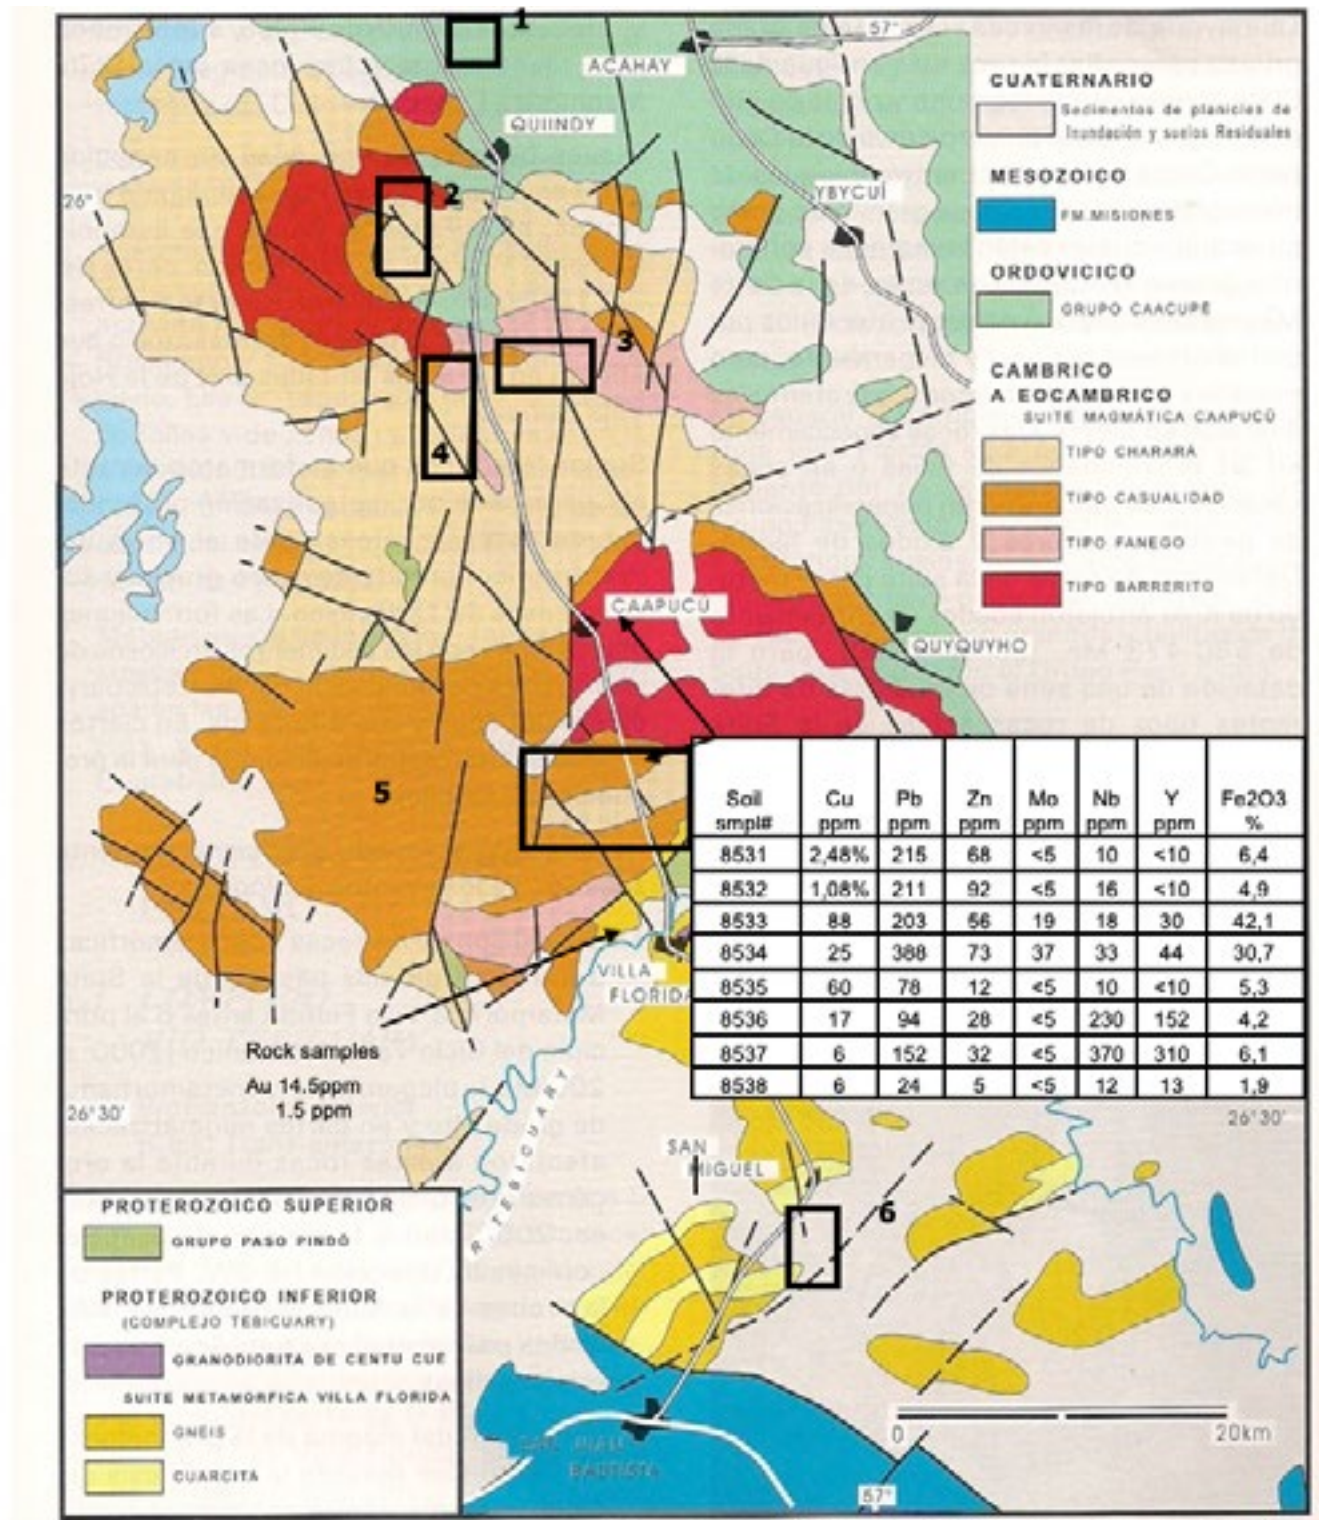 1
57°
ACAHAY
QUIINDY
CUATERNARIO
Sedimentos de planicies de
Inundación y suelos Residuales
MESOZOICO
FM.MISIONES
ORDOVICICO
GRUPO CAACUPÉ
CAMBRICO
A EOCAMBRICO
SUITE MAGMÁTICA CAAPUCÚ
TIPO CHARARÁ
TIPO CASUALIDAD
TIPO FANEGO
TIPO BARRERITO
YBYCUÍ
26°
2
3
4
CAAPUCÚ
QUYQUYHO
5
Soil smpl# Cu ppm Pb ppm Zn ppm Mo ppm Nb ppm Y ppm Fe2O3 %
8531 2,48% 215 68 <5 10 <10 6,4
8532 1,08% 211 92 <5 16 <10 4,9
8533 88 203 56 19 18 30 42,1
8534 25 388 73 37 33 44 30,7
8535 60 78 12 <5 10 <10 5,3
8536 17 94 28 <5 230 152 4,2
8537 6 152 32 <5 370 310 6,1
8538 6 24 5 <5 12 13 1,9
VILLA
FLORIDA
Rock samples
Au 14.5ppm
1.5 ppm
26°30'
26°30'
R. TEBICUARY
SAN
MIGUEL
6
PROTEROZOICO SUPERIOR
GRUPO PASO PINDÓ
PROTEROZOICO INFERIOR
(COMPLEJO TEBICUARY)
GRANODIORITA DE CENTU CUE
SUITE METAMORFICA VILLA FLORIDA
GNEIS
CUARCITA
SAN JUAN
BAUTISTA
0 20km
57°